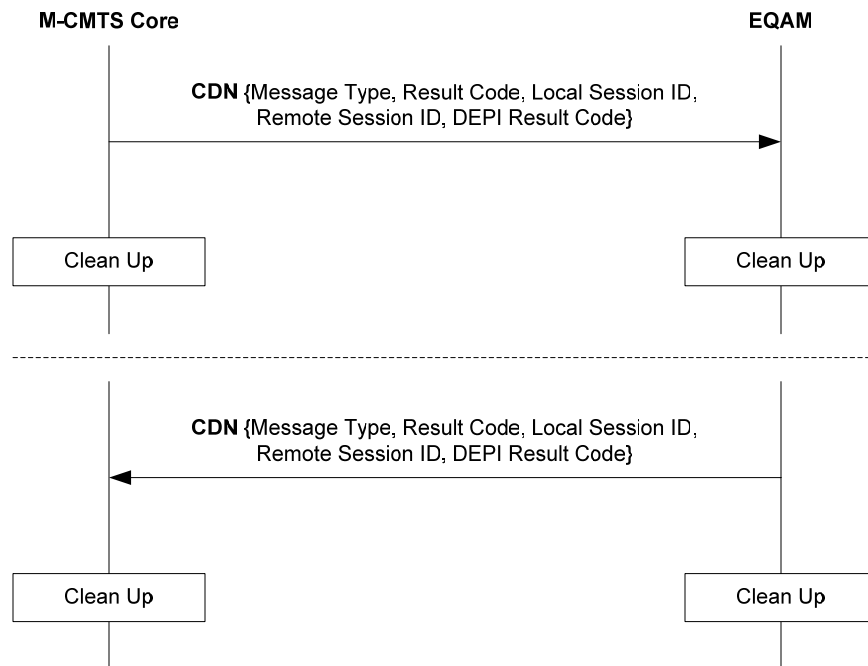 M-CMTS Core
EQAM
CDN {Message Type, Result Code, Local Session ID,
Remote Session ID, DEPI Result Code}
Clean Up
Clean Up
CDN {Message Type, Result Code, Local Session ID,
Remote Session ID, DEPI Result Code}
Clean Up
Clean Up